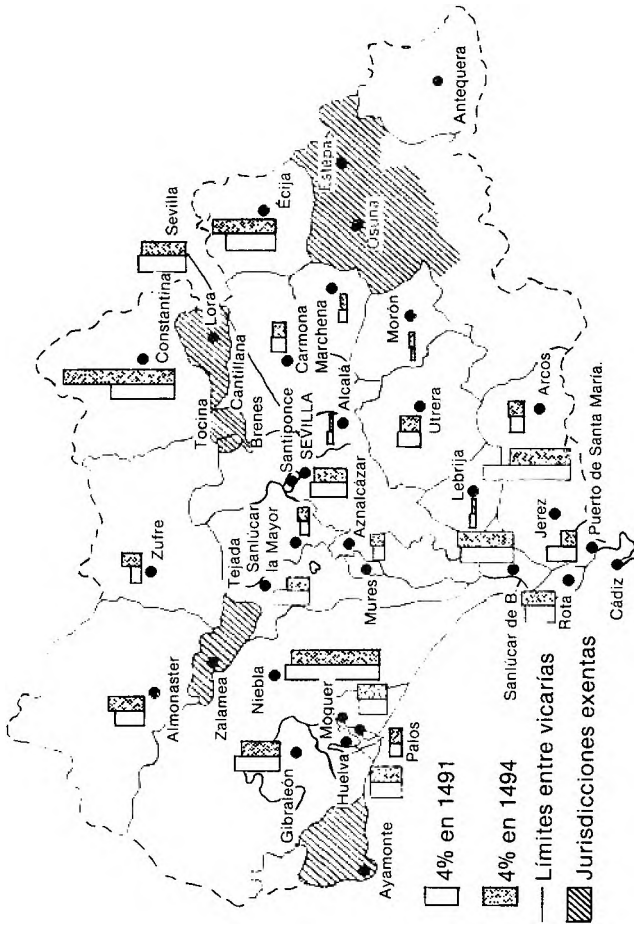 Constantina
Sevilla
Zufre
Almonaster
Tocina
Lora
Cantillana
Brenes
Écija
Zalamea
Tejada
Sanlúcar
la Mayor
Santiponce
SEVILLA
Carmona
Marchena
Estepa
Osuna
Antequera
Niebla
Gibraleón
Moguer
Huelva
Palos
Ayamonte
Mures
Aznalcázar
Alcalá
Morón
Utrera
Lebrija
Arcos
Jerez
Sanlúcar de B.
Rota
Puerto de Santa María.
Cádiz
4% en 1491
4% en 1494
Límites entre vicarías
Jurisdicciones exentas